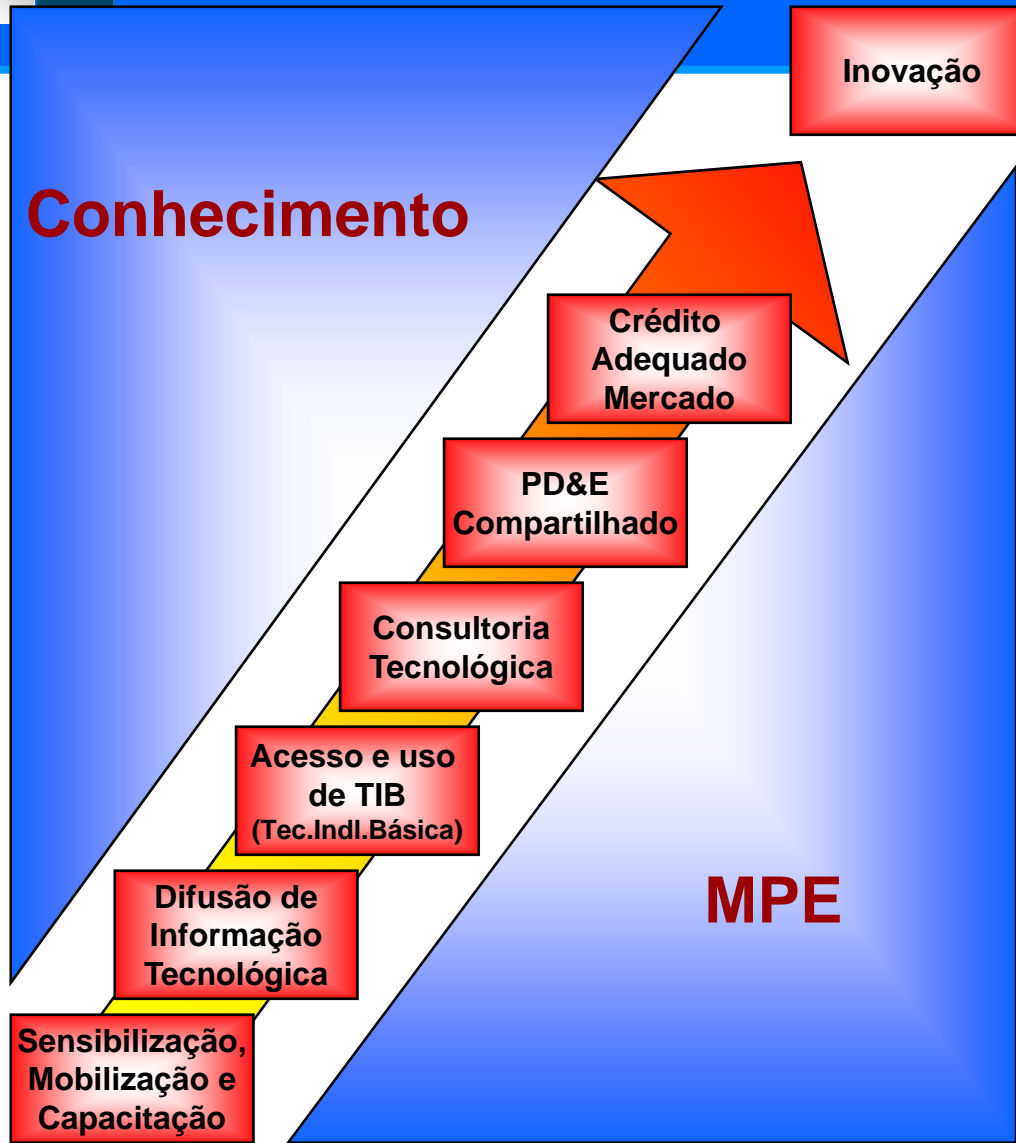 Inovação
Conhecimento
Crédito
Adequado
Mercado
PD&E
Compartilhado
Consultoria
Tecnológica
Acesso e uso
de TIB
(Tec.Indl.Básica)
MPE
Difusão de
Informação
Tecnológica
Sensibilização,
Mobilização e
Capacitação